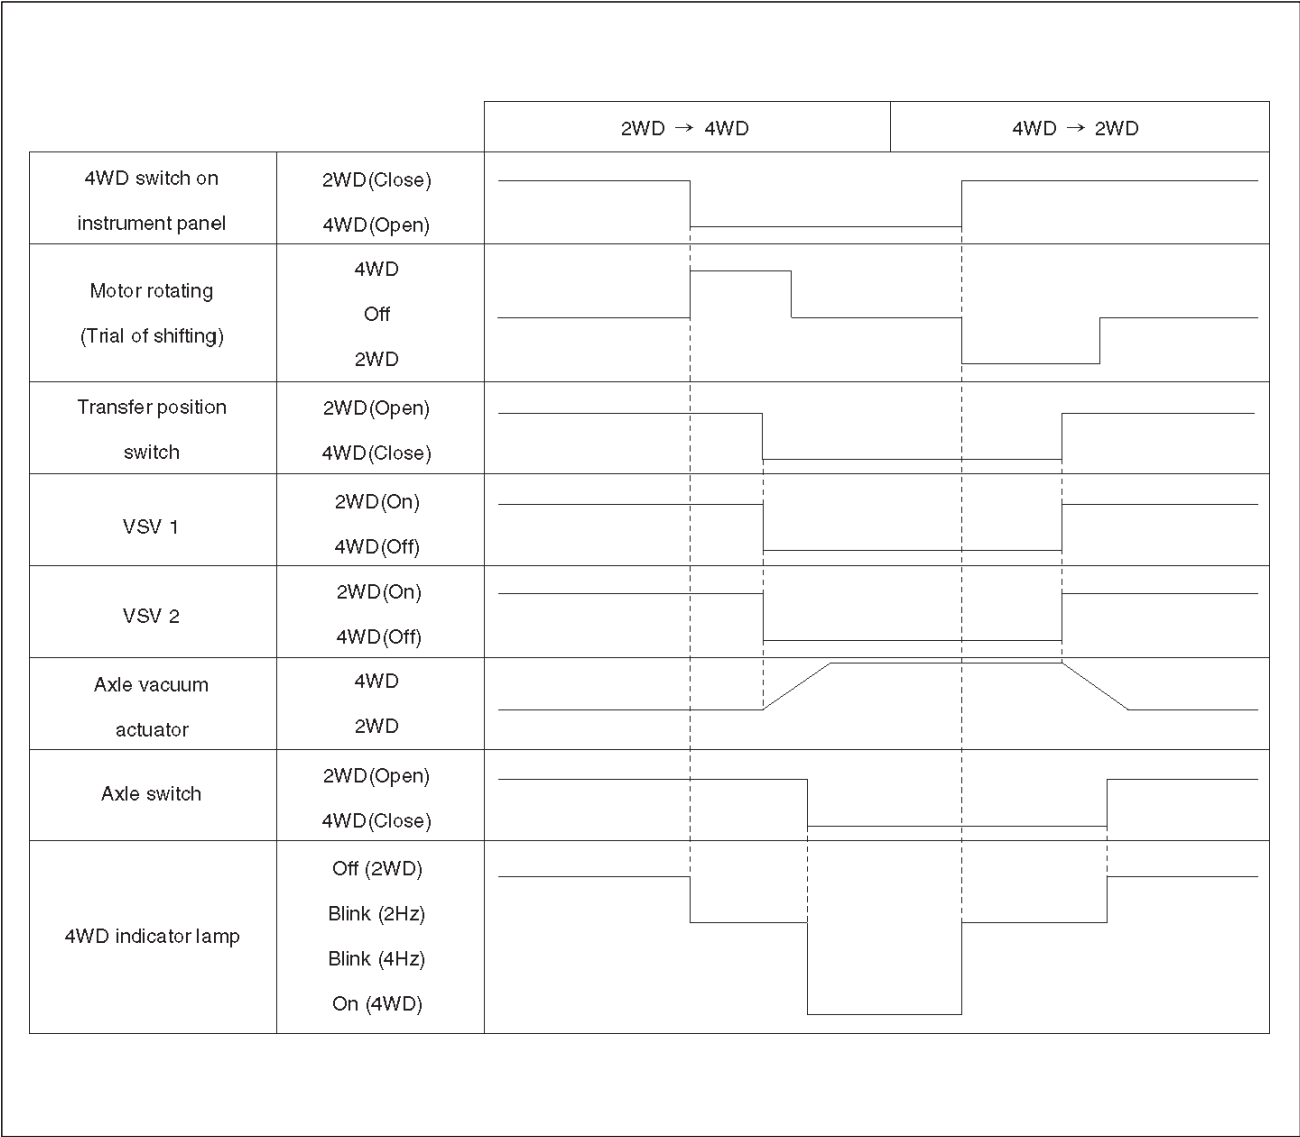 2WD → 4WD
4WD → 2WD
4WD switch on
instrument panel
2WD(Close)
4WD(Open)
Motor rotating
(Trial of shifting)
4WD
Off
2WD
Transfer position
switch
2WD(Open)
4WD(Close)
VSV 1
2WD(On)
4WD(Off)
VSV 2
2WD(On)
4WD(Off)
Axle vacuum
actuator
4WD
2WD
Axle switch
2WD(Open)
4WD(Close)
4WD indicator lamp
Off (2WD)
Blink (2Hz)
Blink (4Hz)
On (4WD)